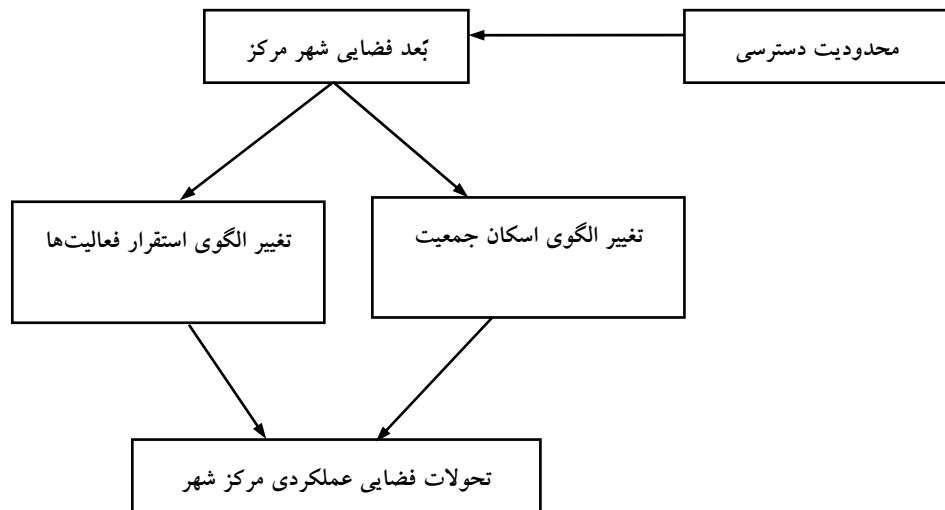 محدودیت دسترسی
بُعد فضایی شهر مرکز
تغییر الگوی اسکان جمعیت
تغییر الگوی استقرار فعالیت‌ها
تحولات فضایی عملکردی مرکز شهر